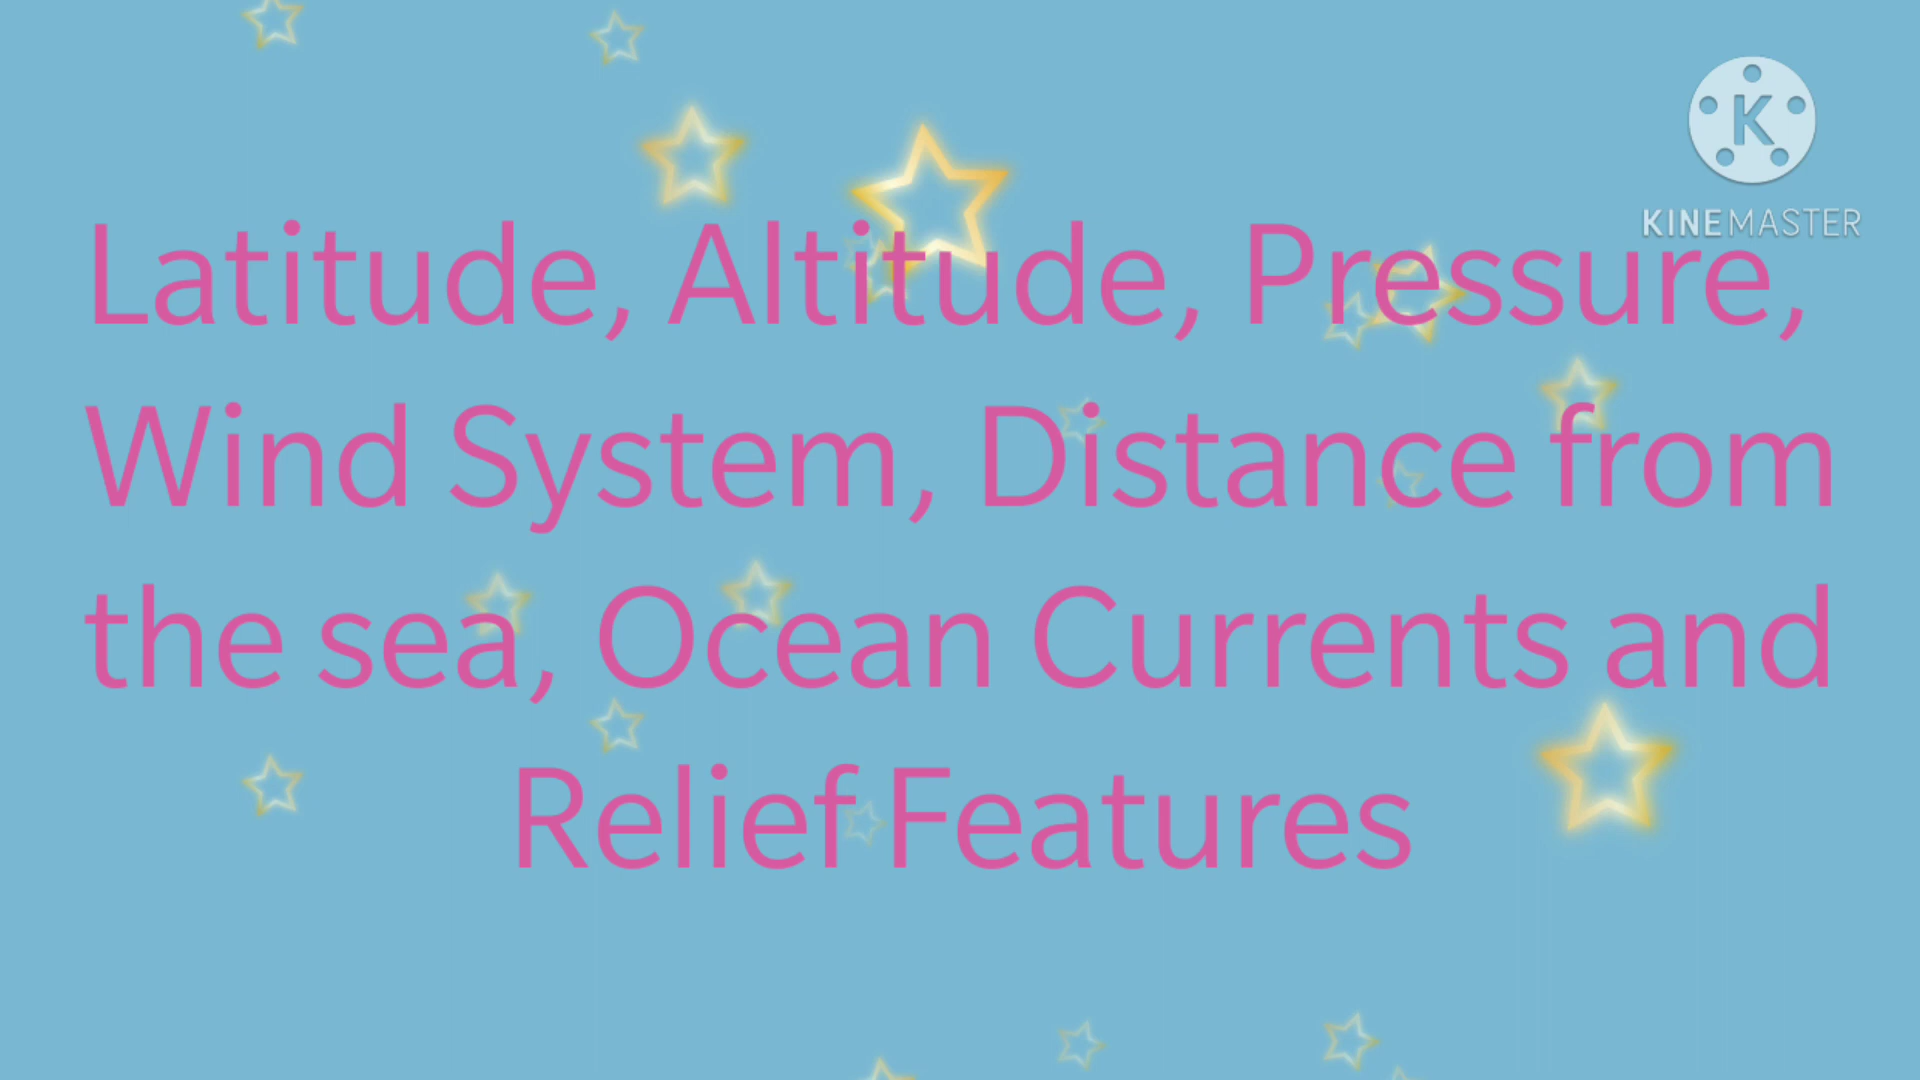 K
KINEMASTER
Latitude, Altitude, Pressure,
Wind System, Distance from
the sea, Ocean Currents and
Relief Features